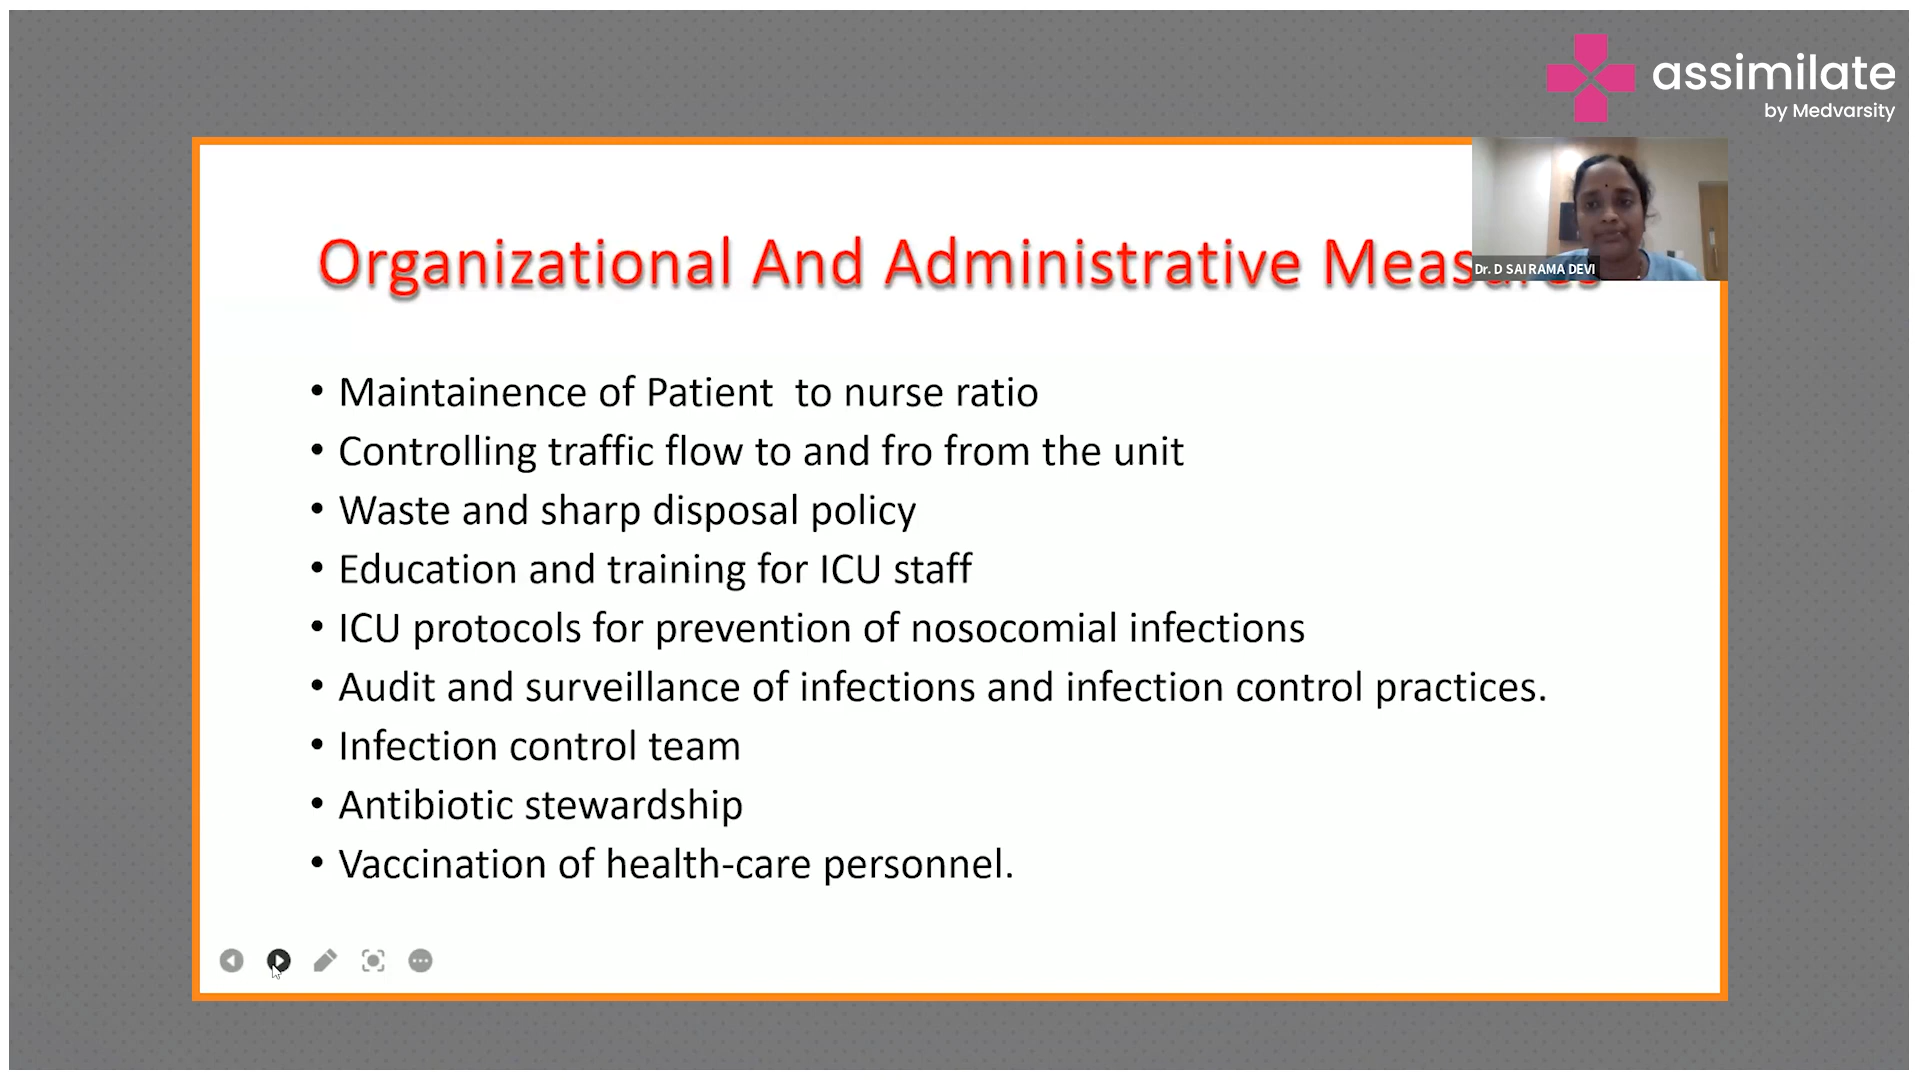 assimilate
by Medvarsity
Dr. D SAI RAMA DEVI
Organizational And Administrative Measures
• Maintainence of Patient to nurse ratio
• Controlling traffic flow to and fro from the unit
• Waste and sharp disposal policy
• Education and training for ICU staff
• ICU protocols for prevention of nosocomial infections
• Audit and surveillance of infections and infection control practices.
• Infection control team
• Antibiotic stewardship
• Vaccination of health-care personnel.